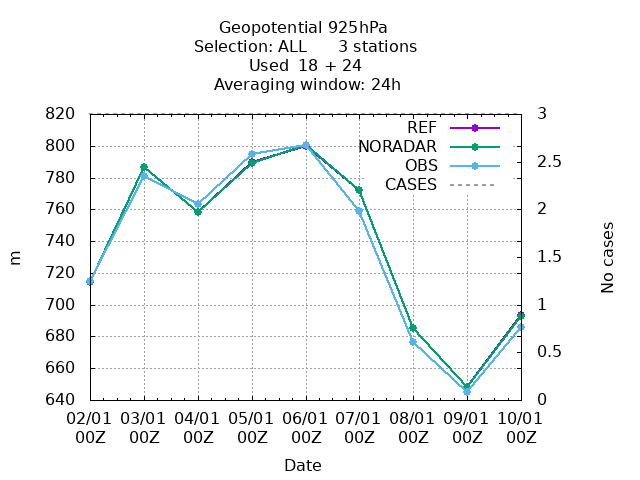 Geopotential 925hPa
Selection: ALL      3 stations
Used  18 + 24
Averaging window: 24h
820
800
780
760
740
720
700
680
660
640
m
3
2.5
2
1.5
1
0.5
0
No cases
REF
NORADAR
OBS
CASES
02/01 03/01 04/01 05/01 06/01 07/01 08/01 09/01 10/01
00Z 00Z 00Z 00Z 00Z 00Z 00Z 00Z 00Z
Date